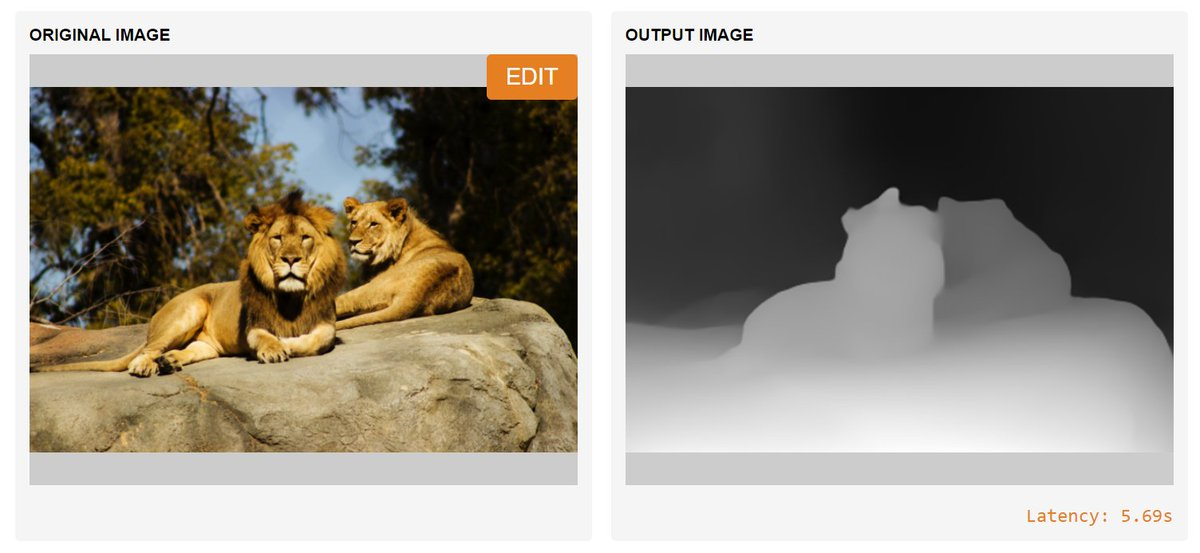 ORIGINAL IMAGE
EDIT
OUTPUT IMAGE
Latency: 5.69s